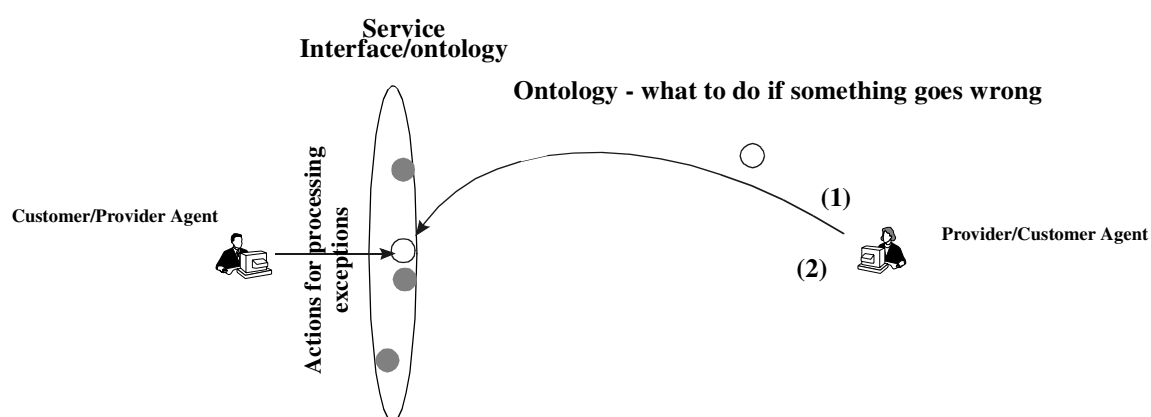 Service
Interface/ontology
Ontology - what to do if something goes wrong
Actions for processing
exceptions
Customer/Provider Agent
(1)
Provider/Customer Agent
(2)